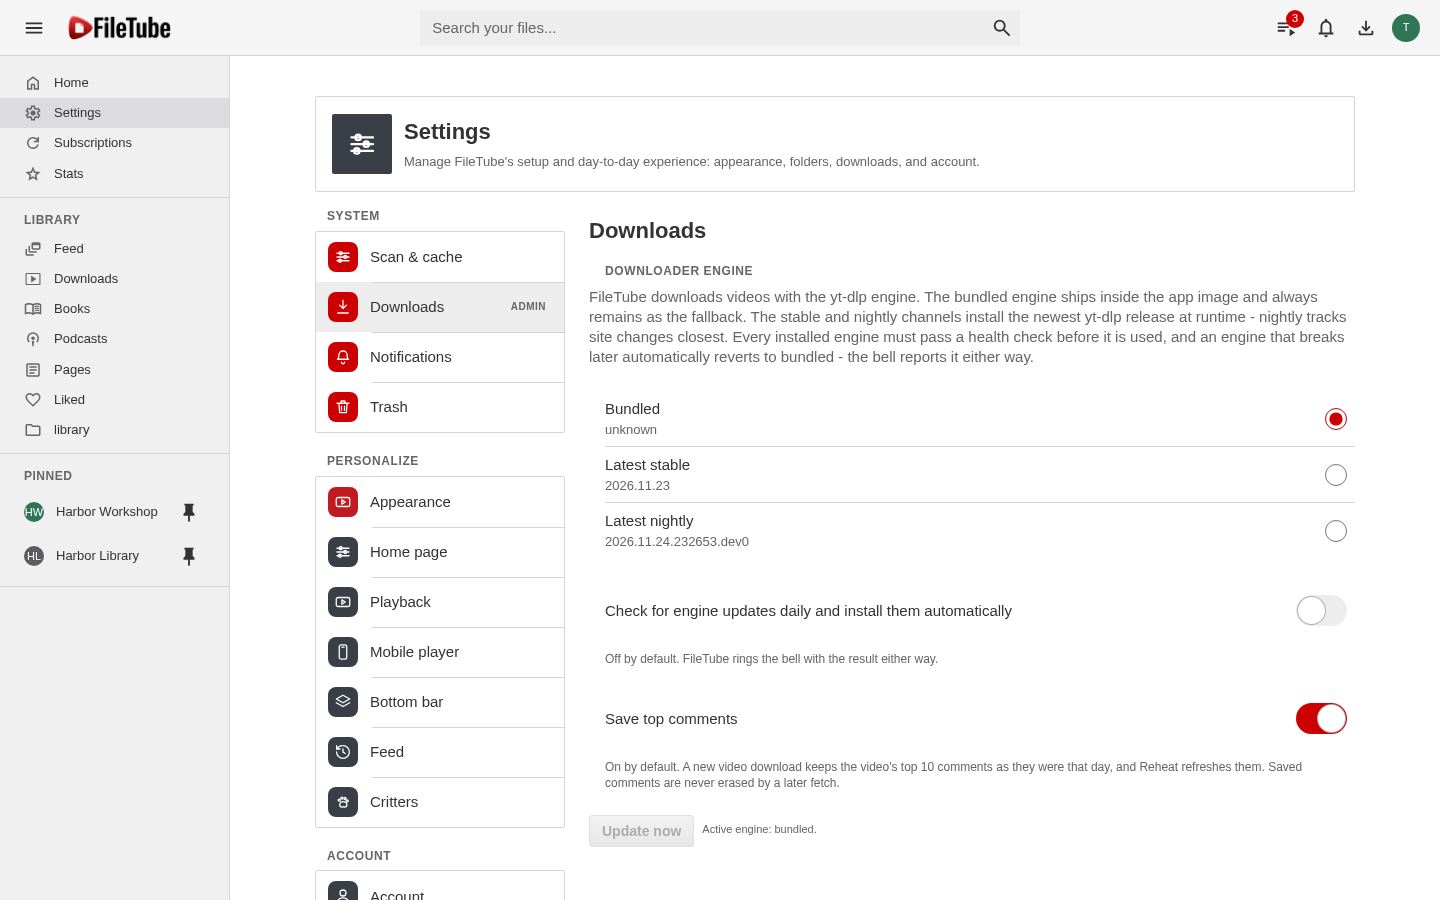 FileTube
Search your files...
3
T
Home
Settings
Subscriptions
Stats
LIBRARY
Feed
Downloads
Books
Podcasts
Pages
Liked
library
PINNED
HW Harbor Workshop
HL Harbor Library
Settings
Manage FileTube's setup and day-to-day experience: appearance, folders, downloads, and account.
SYSTEM
Scan & cache
Downloads ADMIN
Notifications
Trash
PERSONALIZE
Appearance
Home page
Playback
Mobile player
Bottom bar
Feed
Critters
ACCOUNT
Account
Downloads
DOWNLOADER ENGINE
FileTube downloads videos with the yt-dlp engine. The bundled engine ships inside the app image and always
remains as the fallback. The stable and nightly channels install the newest yt-dlp release at runtime - nightly tracks
site changes closest. Every installed engine must pass a health check before it is used, and an engine that breaks
later automatically reverts to bundled - the bell reports it either way.
Bundled
unknown
Latest stable
2026.11.23
Latest nightly
2026.11.24.232653.dev0
Check for engine updates daily and install them automatically
Off by default. FileTube rings the bell with the result either way.
Save top comments
On by default. A new video download keeps the video's top 10 comments as they were that day, and Reheat refreshes them. Saved
comments are never erased by a later fetch.
Update now Active engine: bundled.